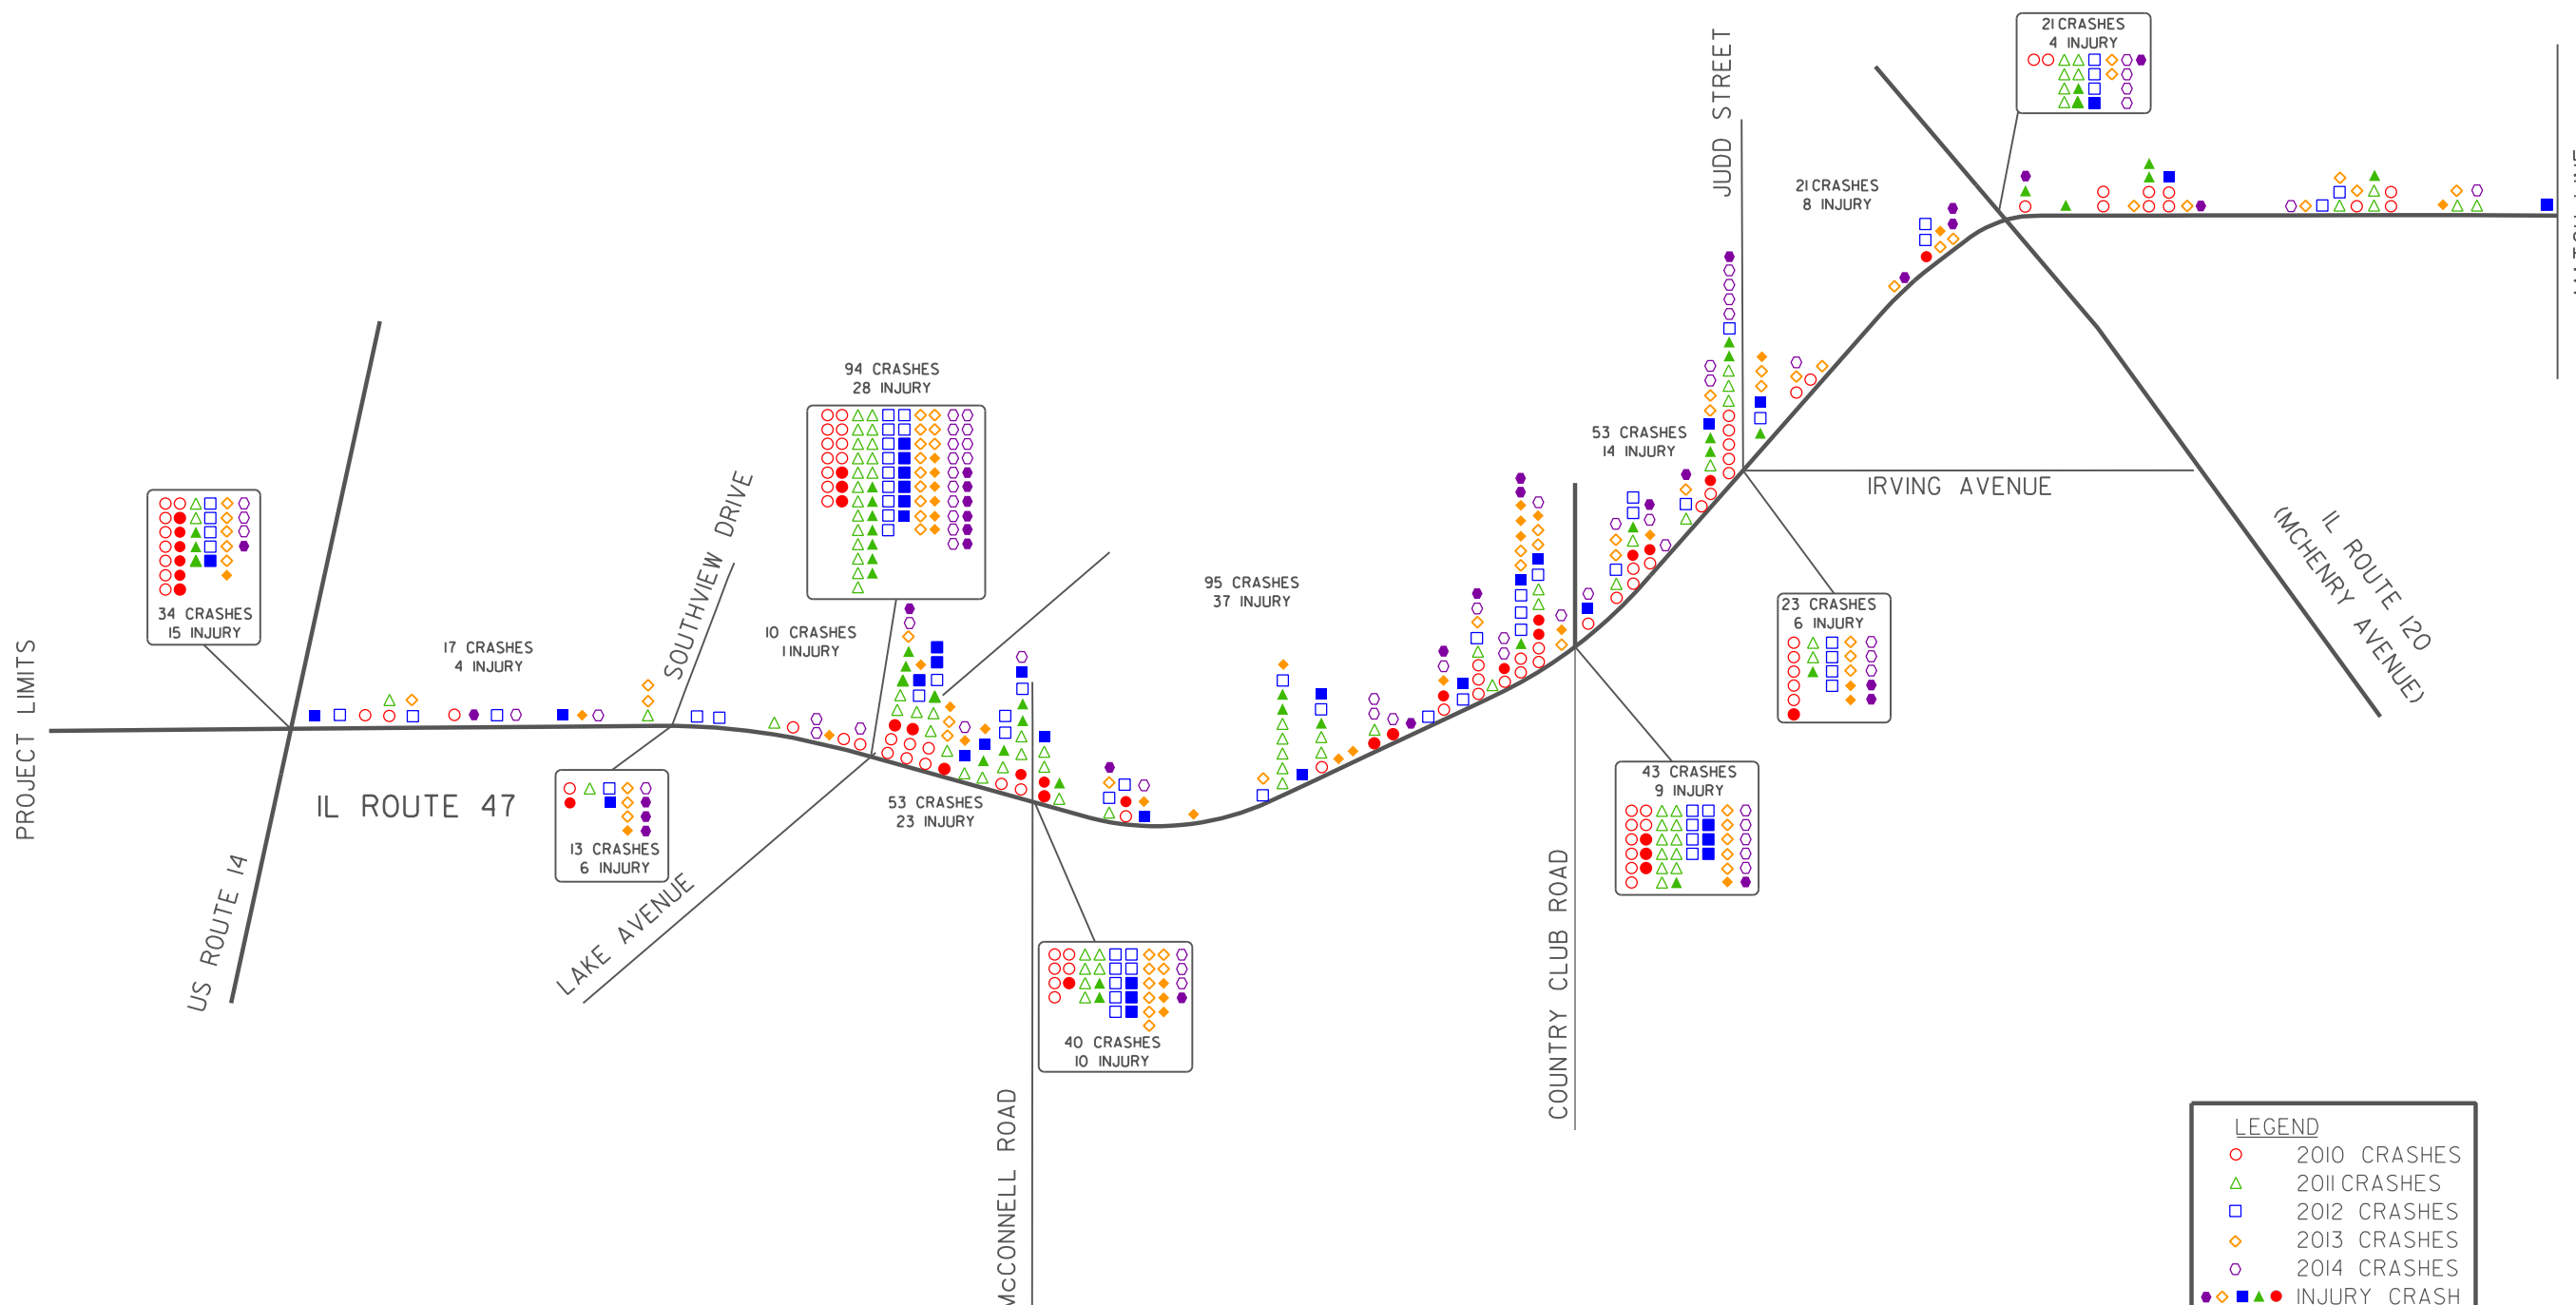 21 CRASHES
4 INJURY
JUDD STREET
21 CRASHES
8 INJURY
94 CRASHES
28 INJURY
53 CRASHES
14 INJURY
IRVING AVENUE
SOUTHVIEW DRIVE
IL ROUTE 120
(MCHENRY AVENUE)
95 CRASHES
37 INJURY
34 CRASHES
15 INJURY
23 CRASHES
6 INJURY
10 CRASHES
1 INJURY
17 CRASHES
4 INJURY
PROJECT LIMITS
IL ROUTE 47
53 CRASHES
23 INJURY
43 CRASHES
9 INJURY
13 CRASHES
6 INJURY
US ROUTE 14
LAKE AVENUE
COUNTRY CLUB ROAD
40 CRASHES
10 INJURY
McCONNELL ROAD
LEGEND
2010 CRASHES
2011 CRASHES
2012 CRASHES
2013 CRASHES
2014 CRASHES
INJURY CRASH